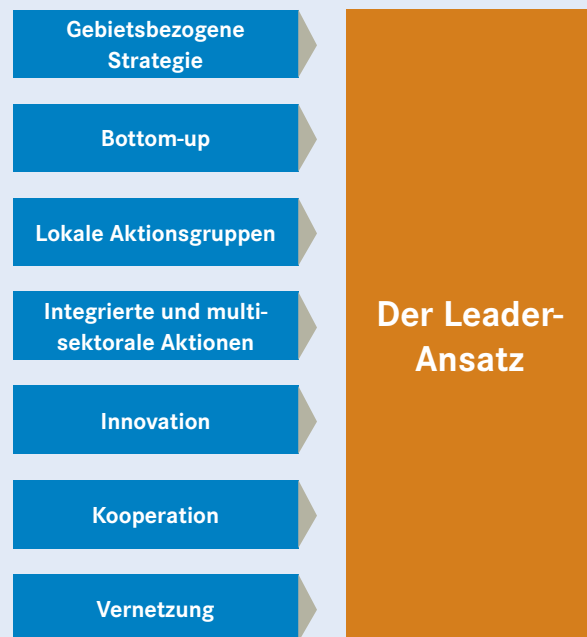 Gebietsbezogene
Strategie
Bottom-up
Lokale Aktionsgruppen
Integrierte und multi-
sektorale Aktionen
Innovation
Kooperation
Vernetzung
Der Leader-
Ansatz